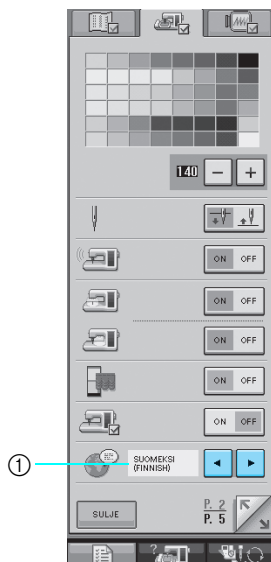 140 − +
ON OFF
ON OFF
ON OFF
ON OFF
ON OFF
① SUOMEKSI
(FINNISH)
SULJE P. 2
P. 5
?